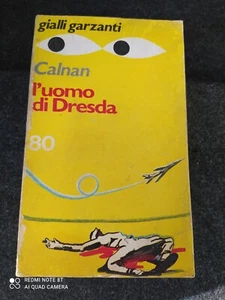 gialli garzanti
Calnan
l'uomo
di Dresda
80
REDMI NOTE 8T
AI QUAD CAMERA